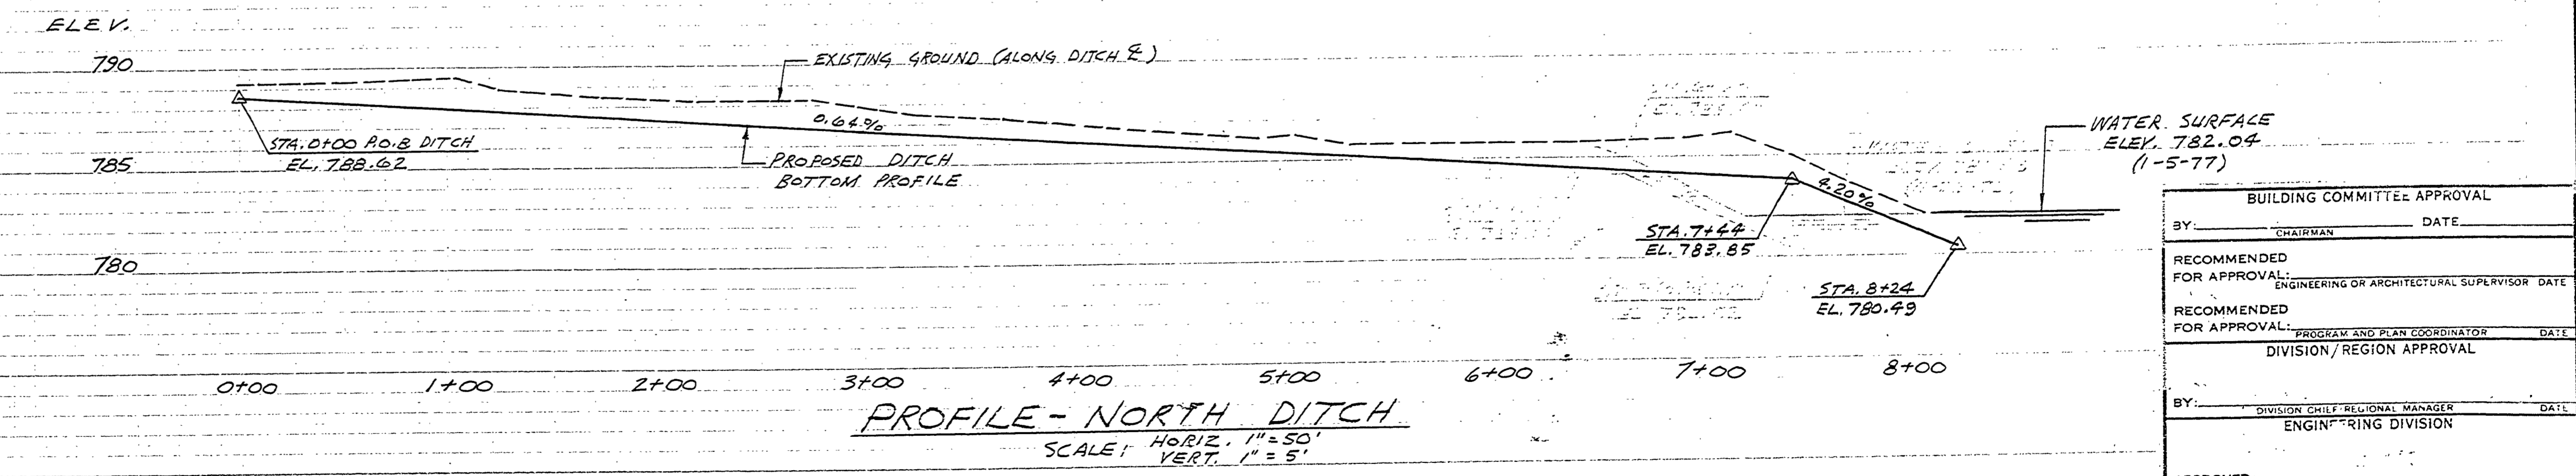 ELEV.
790
EXISTING GROUND (ALONG DITCH ℄)
0.64%
STA. 0+00 P.O.B DITCH
EL. 788.62
785
PROPOSED DITCH
BOTTOM PROFILE
WATER SURFACE
ELEV. 782.04
(1-5-77)
4.20%
STA. 7+44
EL. 783.85
780
STA. 8+24
EL. 780.49
0+00 1+00 2+00 3+00 4+00 5+00 6+00 7+00 8+00
PROFILE - NORTH DITCH
SCALE: HORIZ. 1" = 50'
VERT. 1" = 5'
BUILDING COMMITTEE APPROVAL
BY: DATE
CHAIRMAN
RECOMMENDED
FOR APPROVAL:
ENGINEERING OR ARCHITECTURAL SUPERVISOR DATE
RECOMMENDED
FOR APPROVAL:
PROGRAM AND PLAN COORDINATOR DATE
DIVISION/REGION APPROVAL
BY:
DIVISION CHIEF-REGIONAL MANAGER DATE
ENGINEERING DIVISION